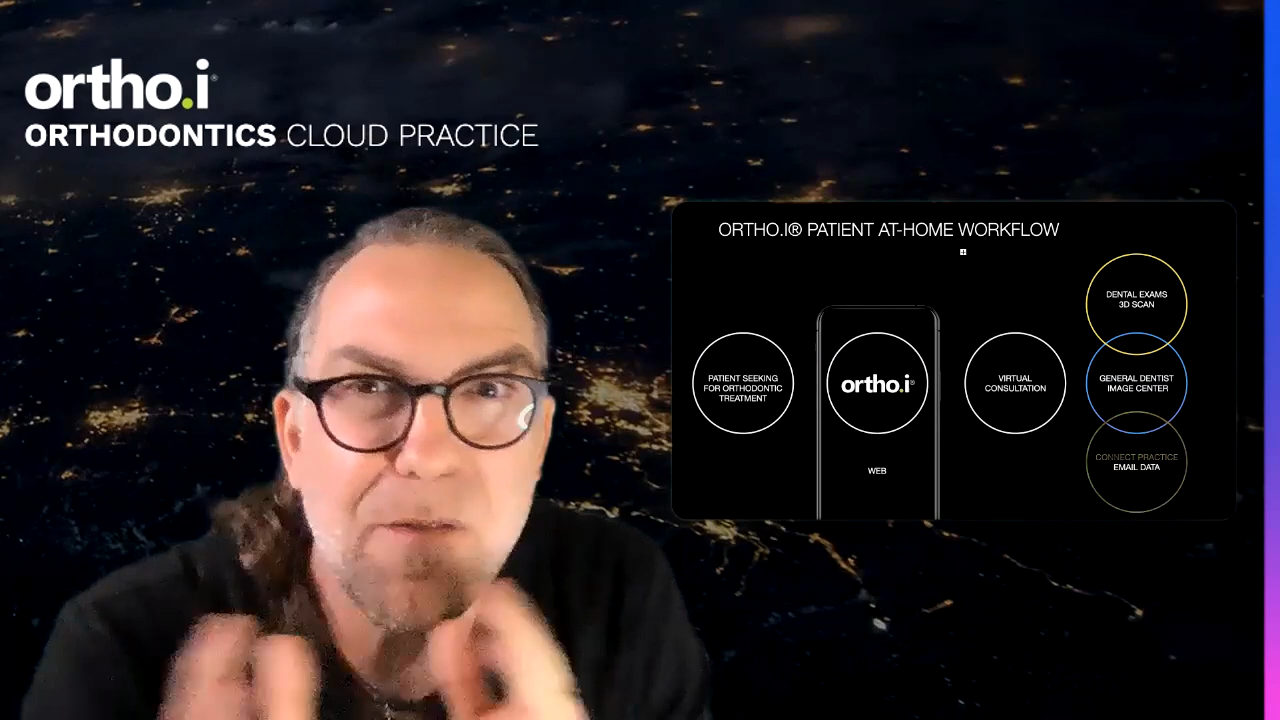 ortho.i®
ORTHODONTICS CLOUD PRACTICE
ORTHO.I® PATIENT AT-HOME WORKFLOW
PATIENT SEEKING
FOR ORTHODONTIC
TREATMENT
ortho.i®
WEB
VIRTUAL
CONSULTATION
DENTAL EXAMS
3D SCAN
GENERAL DENTIST
IMAGE CENTER
CONNECT PRACTICE
EMAIL DATA